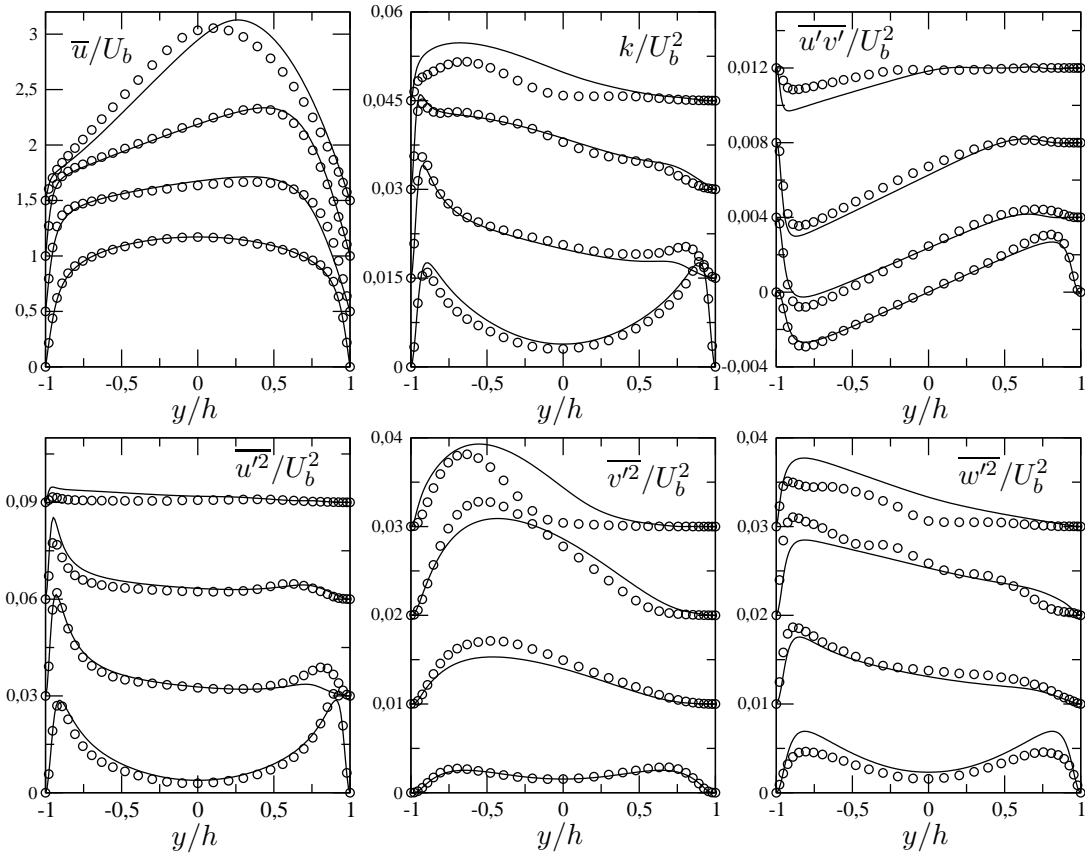 u̅/U_b
3
2,5
2
1,5
1
0,5
0
-1 -0,5 0 0,5 1
y/h
k/U_b^2
0,06
0,045
0,03
0,015
0
-1 -0,5 0 0,5 1
y/h
\overline{u'v'}/U_b^2
0,012
0,008
0,004
0
-0,004
-1 -0,5 0 0,5 1
y/h
\overline{u'^2}/U_b^2
0,09
0,06
0,03
0
-1 -0,5 0 0,5 1
y/h
\overline{v'^2}/U_b^2
0,04
0,03
0,02
0,01
0
-1 -0,5 0 0,5 1
y/h
\overline{w'^2}/U_b^2
0,04
0,03
0,02
0,01
0
-1 -0,5 0 0,5 1
y/h